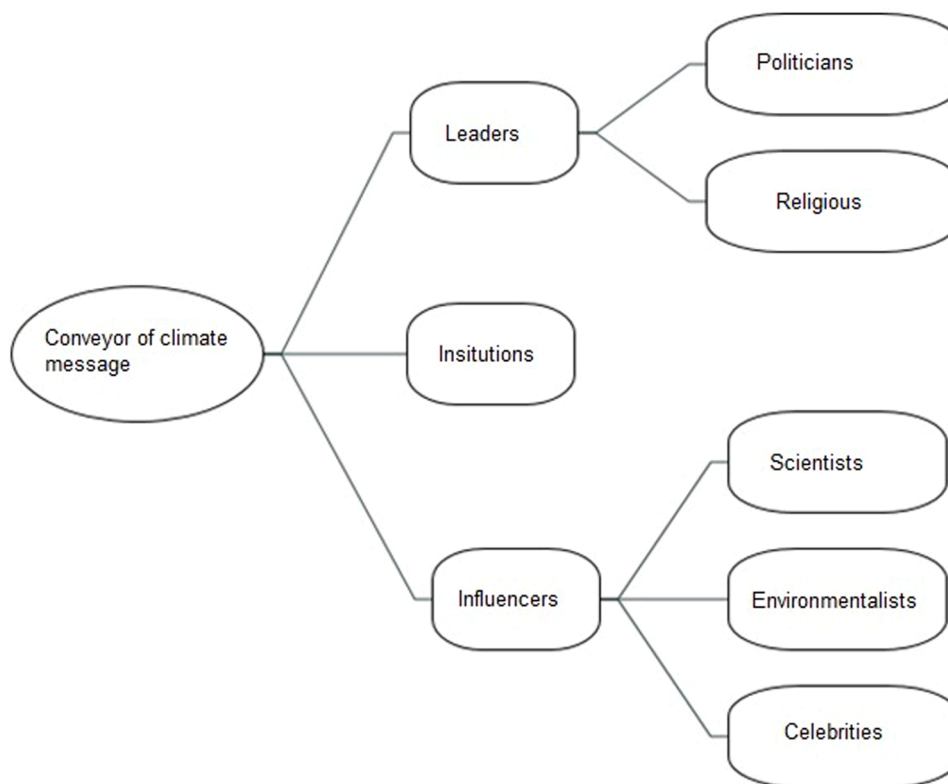 Politicians
Leaders
Religious
Conveyor of climate
message
Insitutions
Scientists
Influencers
Environmentalists
Celebrities